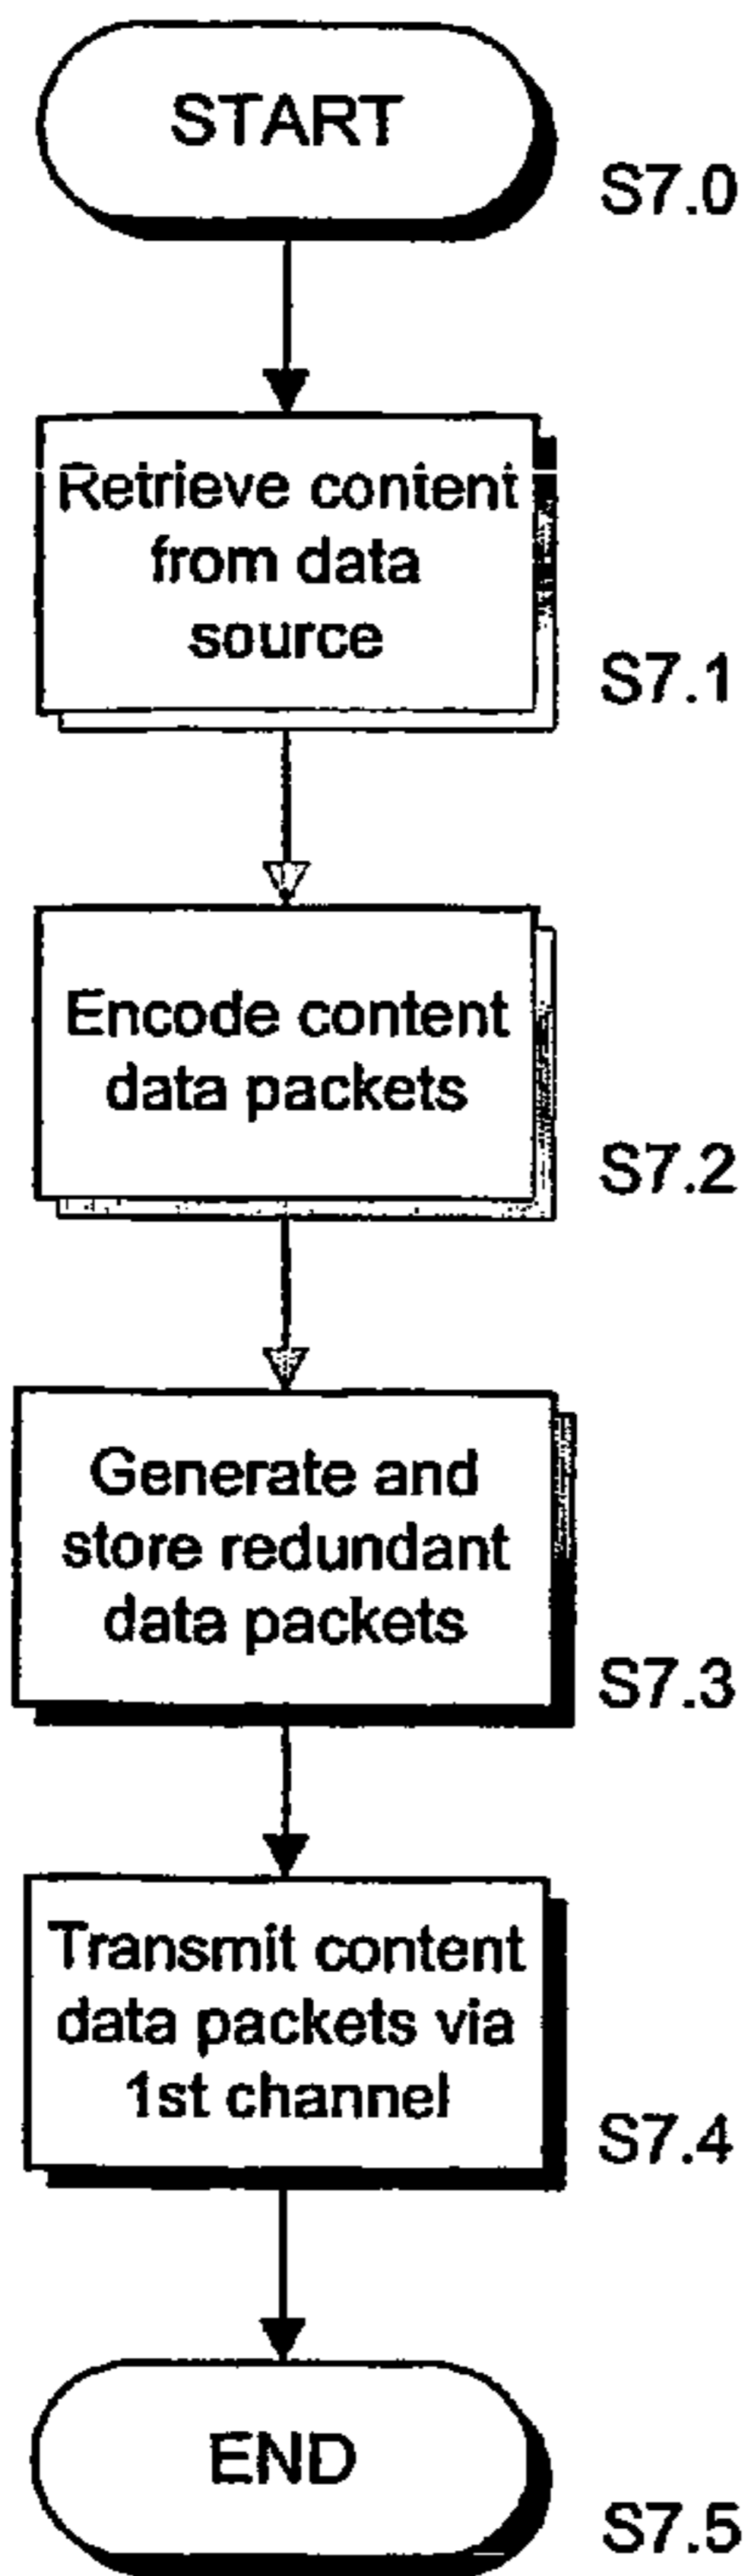 START
S7.0
Retrieve content
from data
source
S7.1
Encode content
data packets
S7.2
Generate and
store redundant
data packets
S7.3
Transmit content
data packets via
1st channel
S7.4
END
S7.5